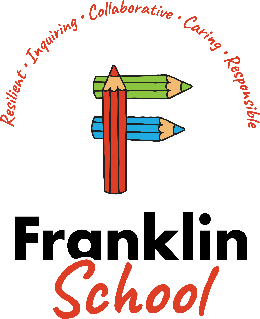 Resilient • Inquiring • Collaborative • Caring • Responsible
Franklin
School